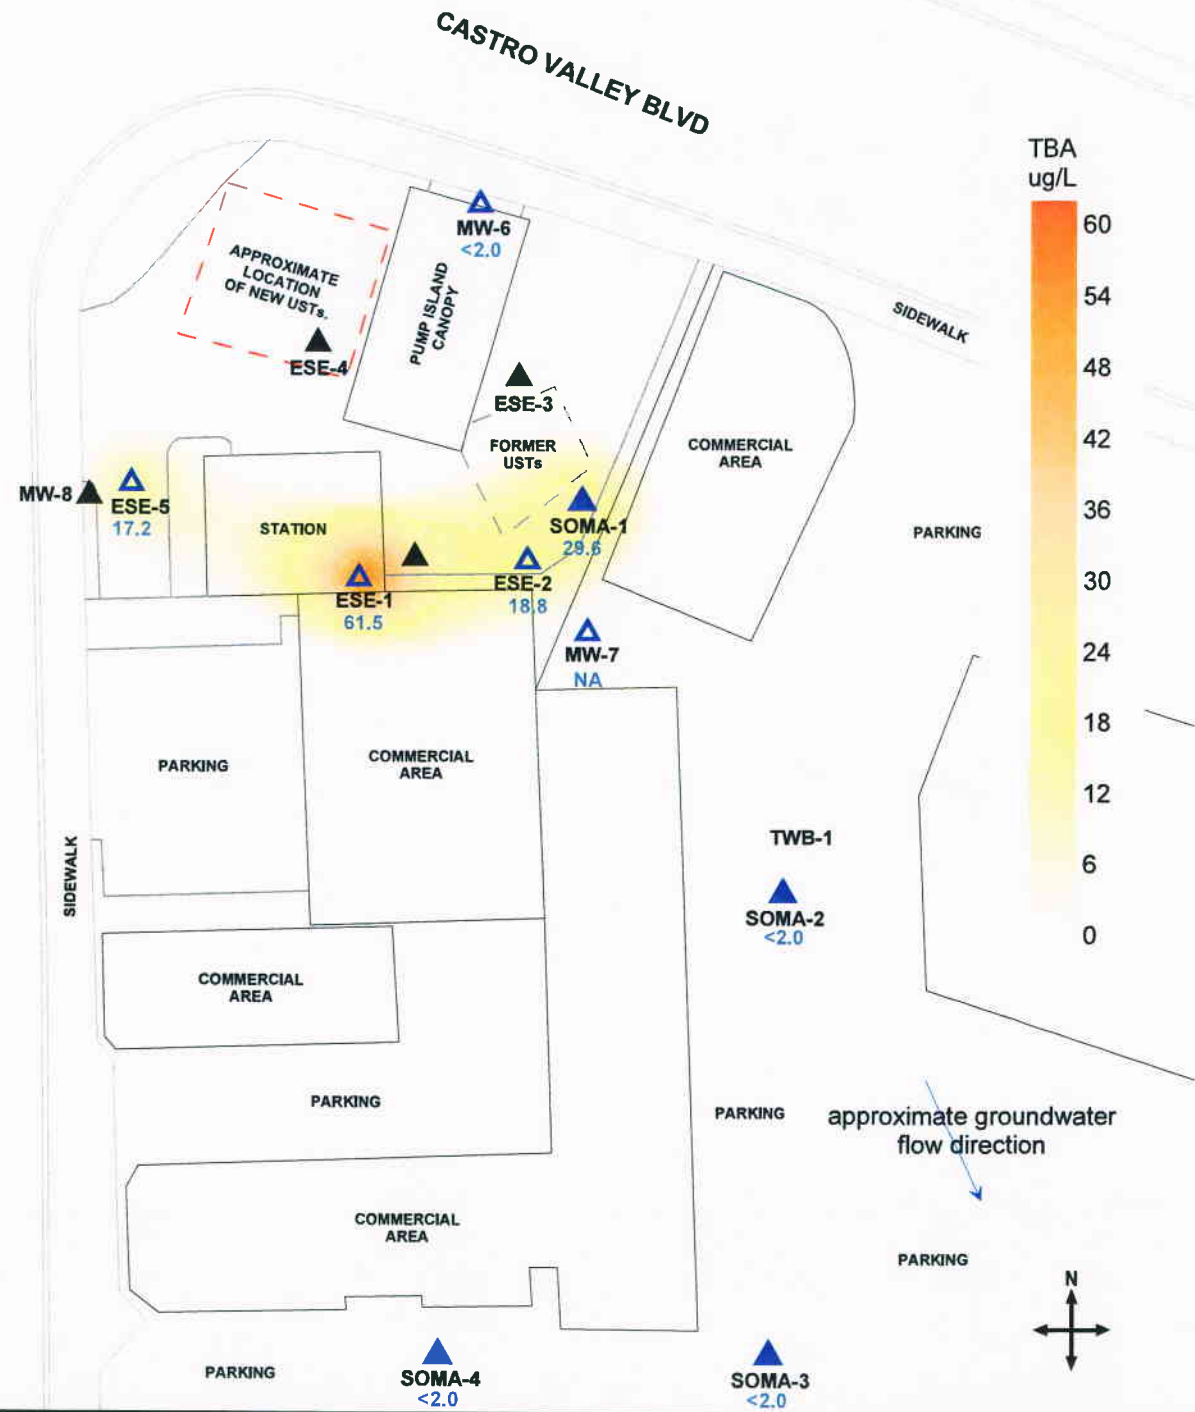 CASTRO VALLEY BLVD
TBA
ug/L
60
54
48
42
36
30
24
18
12
6
0
MW-6
<2.0
APPROXIMATE
LOCATION
OF NEW USTs.
PUMP ISLAND
CANOPY
SIDEWALK
ESE-4
ESE-3
FORMER
USTs
COMMERCIAL
AREA
MW-8
ESE-5
17.2
STATION
SOMA-1
29.6
PARKING
ESE-1
61.5
ESE-2
18.8
MW-7
NA
PARKING
COMMERCIAL
AREA
SIDEWALK
TWB-1
SOMA-2
<2.0
COMMERCIAL
AREA
PARKING
PARKING
approximate groundwater
flow direction
COMMERCIAL
AREA
PARKING
N
PARKING
SOMA-4
<2.0
SOMA-3
<2.0